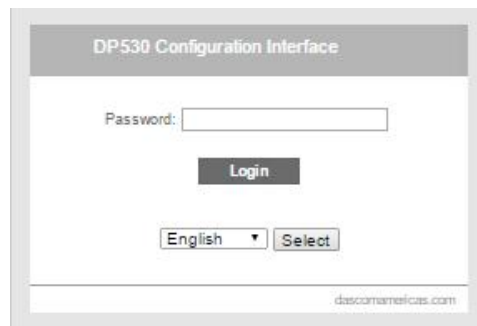 DP530 Configuration Interface
Password:
Login
English Select
dascomamericas.com